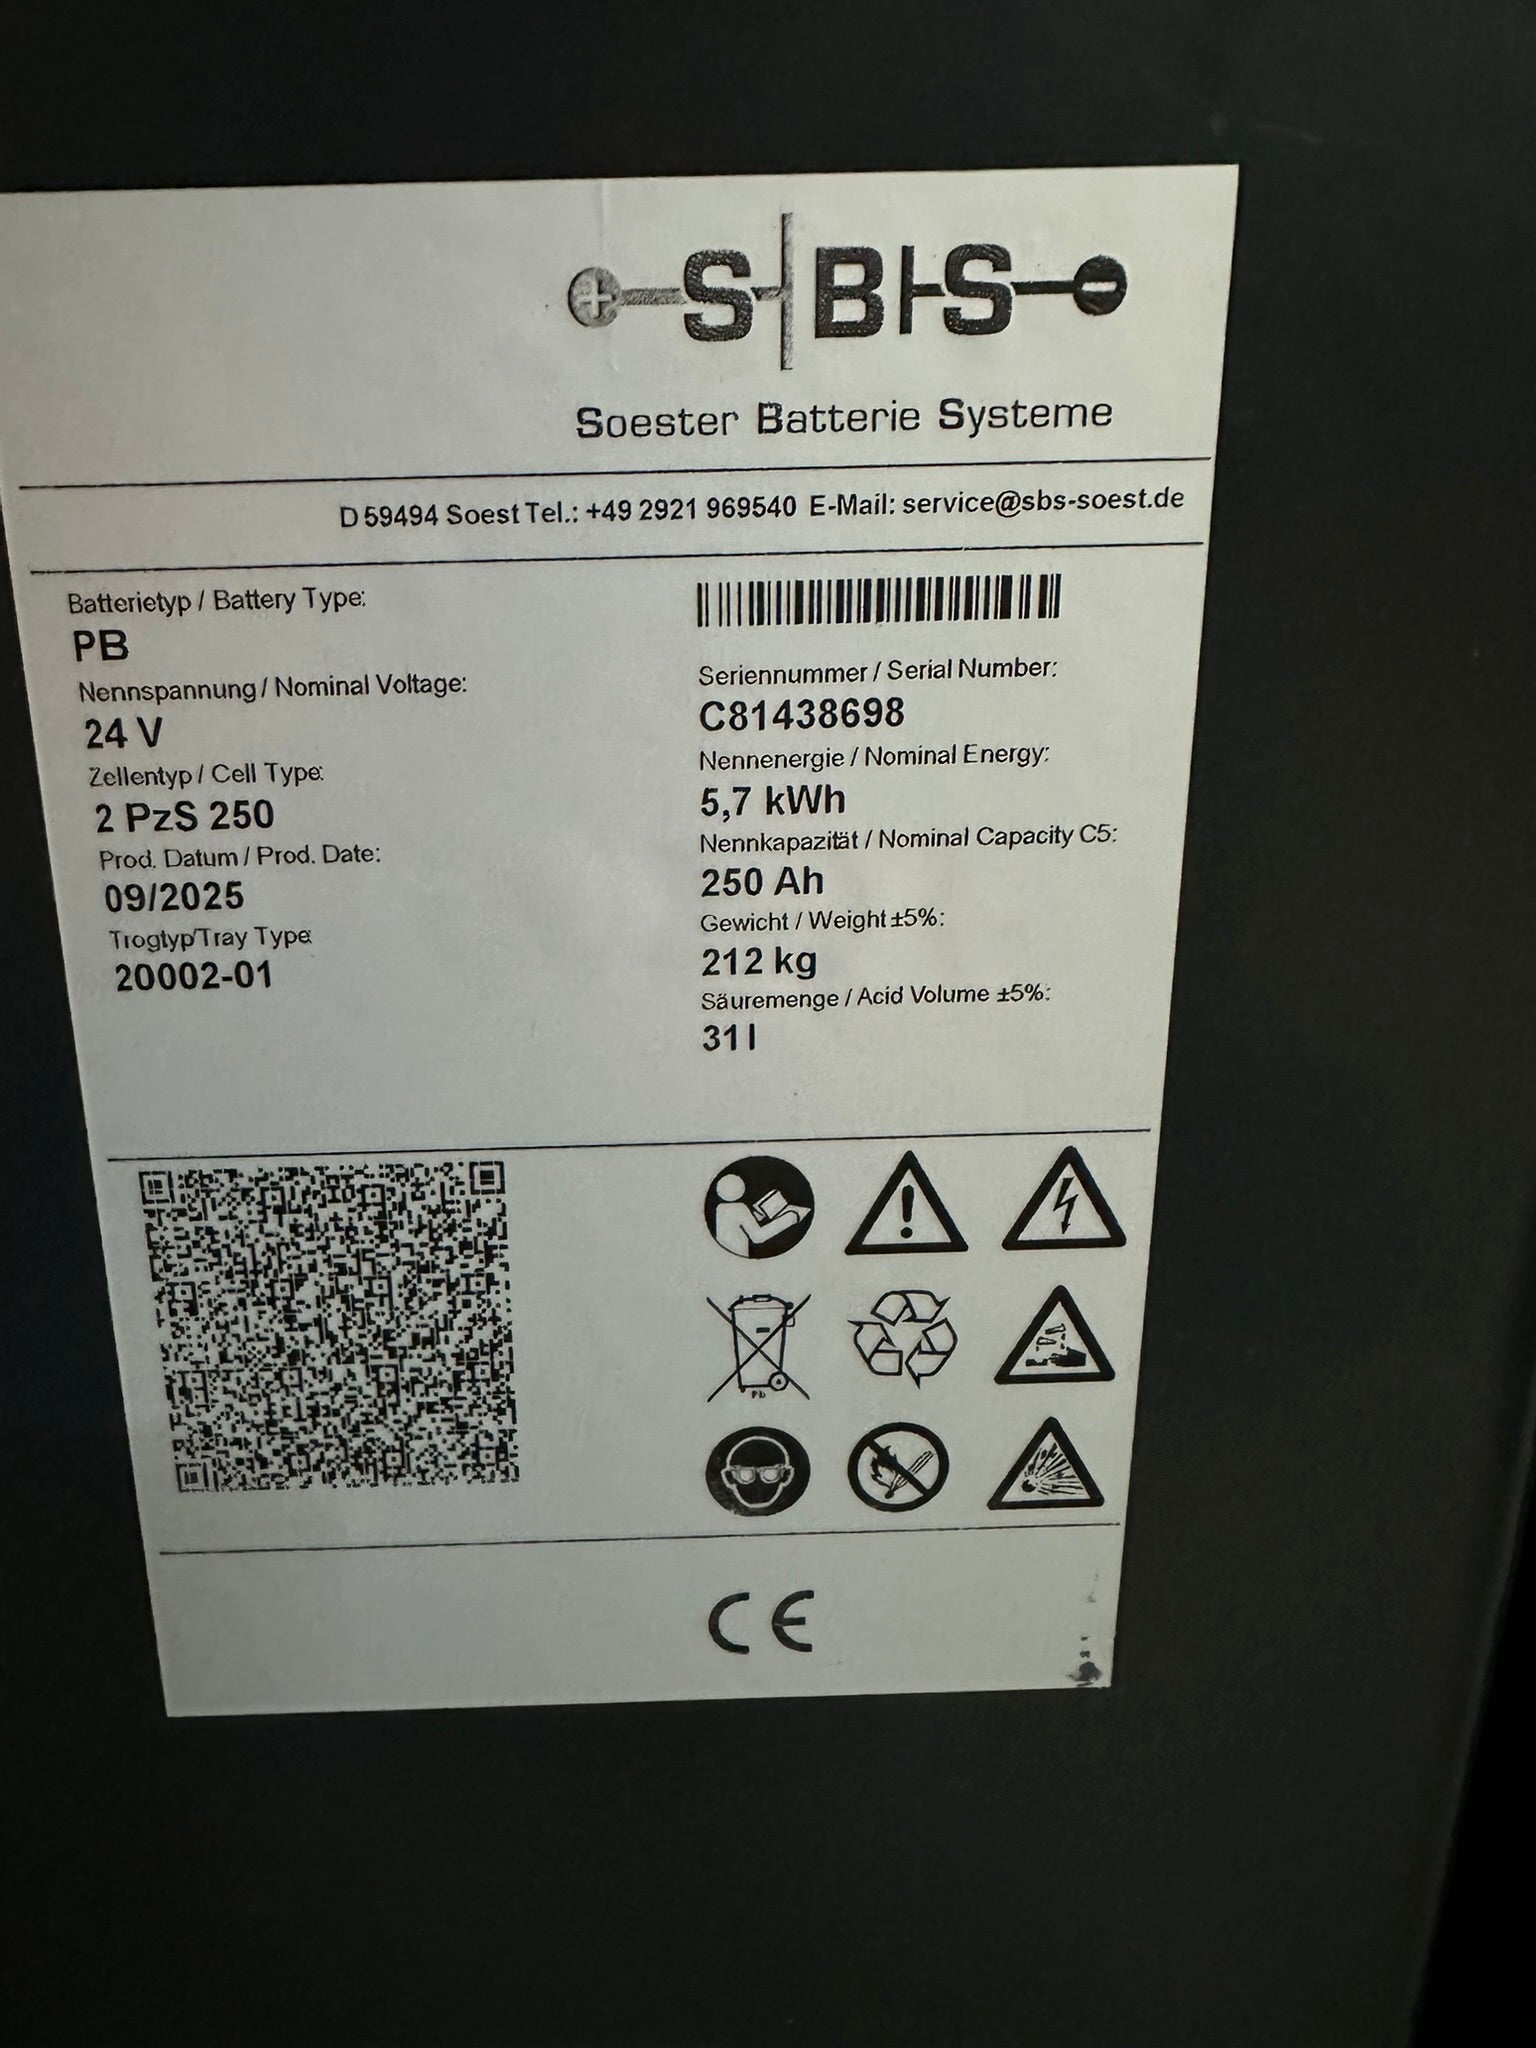 S B S
Soester Batterie Systeme
D 59494 Soest Tel.: +49 2921 969540 E-Mail: service@sbs-soest.de
Batterietyp / Battery Type:
PB
Nennspannung / Nominal Voltage:
24 V
Zellentyp / Cell Type:
2 PzS 250
Prod. Datum / Prod. Date:
09/2025
Trogtyp/Tray Type:
20002-01
Seriennummer / Serial Number:
C81438698
Nennenergie / Nominal Energy:
5,7 kWh
Nennkapazität / Nominal Capacity C5:
250 Ah
Gewicht / Weight ±5%:
212 kg
Säuremenge / Acid Volume ±5%:
31 l
Pb
CE